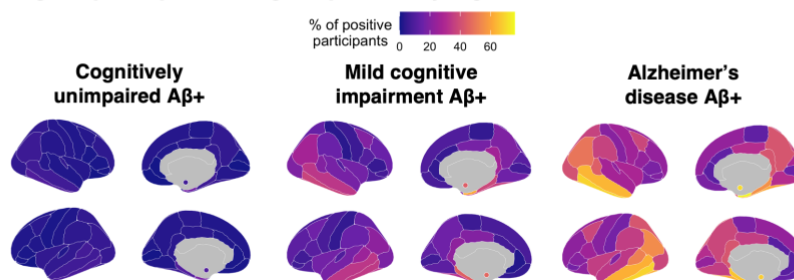 % of positive
participants
0 20 40 60
Cognitively
unimpaired Aβ+
Mild cognitive
impairment Aβ+
Alzheimer's
disease Aβ+